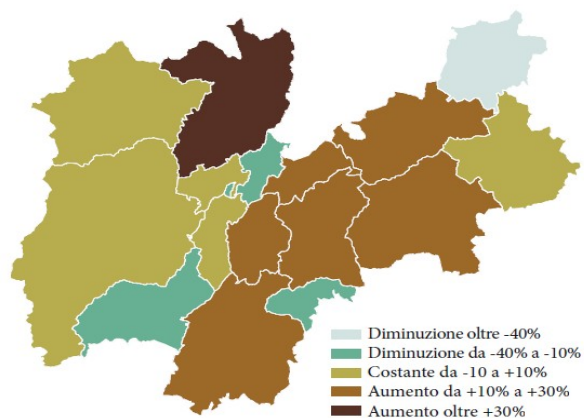 Diminuzione oltre -40%
Diminuzione da -40% a -10%
Costante da -10 a +10%
Aumento da +10% a +30%
Aumento oltre +30%